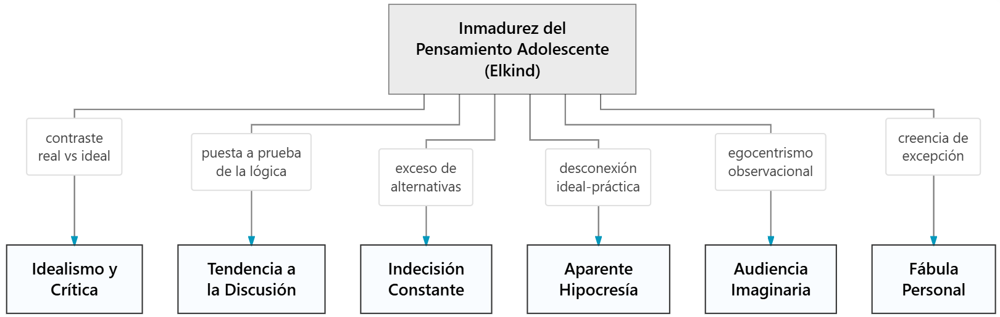 Inmadurez del
Pensamiento Adolescente
(Elkind)
contraste
real vs ideal
puesta a prueba
de la lógica
exceso de
alternativas
desconexión
ideal-práctica
egocentrismo
observacional
creencia de
excepción
Idealismo y
Crítica
Tendencia a
la Discusión
Indecisión
Constante
Aparente
Hipocresía
Audiencia
Imaginaria
Fábula
Personal